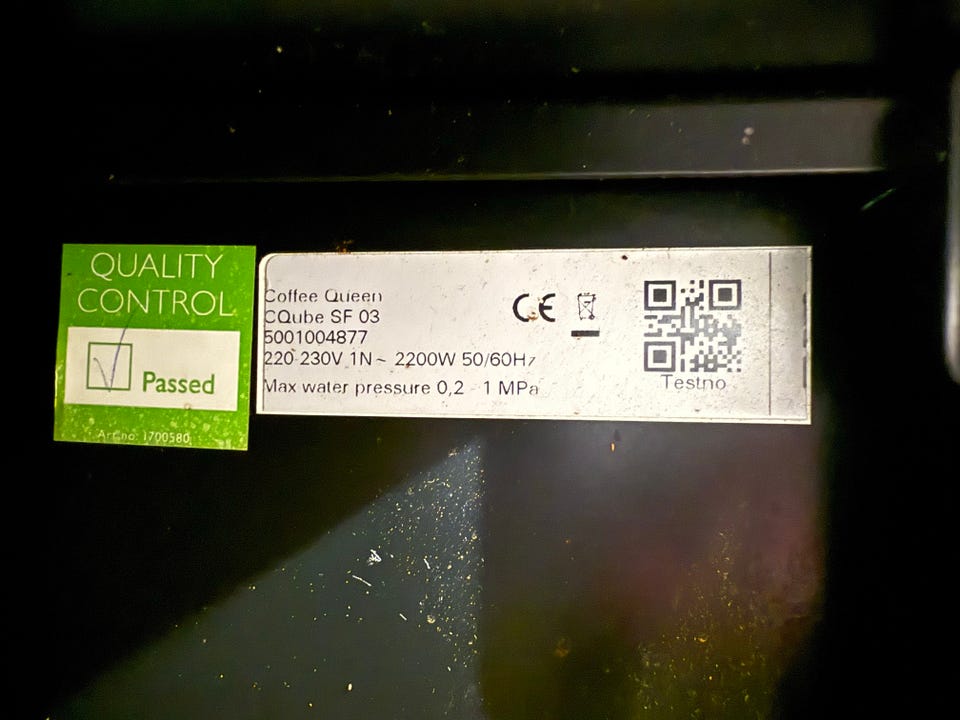 QUALITY
CONTROL
Passed
Art.no: 1700580
Coffee Queen
CQube SF 03
5001004877
220-230V 1N~ 2200W 50/60Hz
Max water pressure 0,2 - 1 MPa
CE
Testno